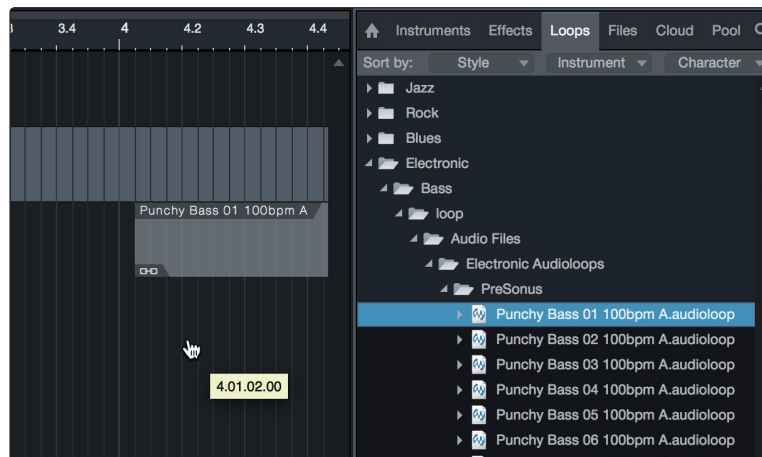 3.4 4 4.2 4.3 4.4
Instruments Effects Loops Files Cloud Pool
Sort by: Style Instrument Character
Jazz
Rock
Blues
Electronic
Bass
loop
Audio Files
Electronic Audioloops
PreSonus
Punchy Bass 01 100bpm A.audioloop
Punchy Bass 02 100bpm A.audioloop
Punchy Bass 03 100bpm A.audioloop
Punchy Bass 04 100bpm A.audioloop
Punchy Bass 05 100bpm A.audioloop
Punchy Bass 06 100bpm A.audioloop
Punchy Bass 01 100bpm A
4.01.02.00